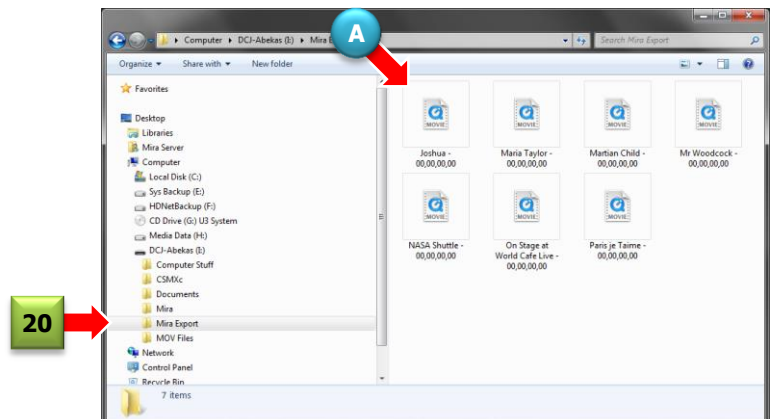 A
Computer ▸ DCJ-Abekas (I:) ▸ Mira
Search Mira Export
Organize ▾ Share with ▾ New folder
Favorites
Desktop
Libraries
Mira Server
Computer
Local Disk (C:)
Sys Backup (E:)
HDNetBackup (F:)
CD Drive (G:) U3 System
Media Data (H:)
DCJ-Abekas (I:)
Computer Stuff
CSMXc
Documents
Mira
20
Mira Export
MOV Files
Network
Control Panel
Recycle Bin
MOVIE MOVIE MOVIE MOVIE
Joshua - Maria Taylor - Martian Child - Mr Woodcock -
00,00,00,00 00,00,00,00 00,00,00,00 00,00,00,00
MOVIE MOVIE MOVIE
NASA Shuttle - On Stage at Paris je Taime -
00,00,00,00 World Cafe Live - 00,00,00,00
00,00,00,00
7 items